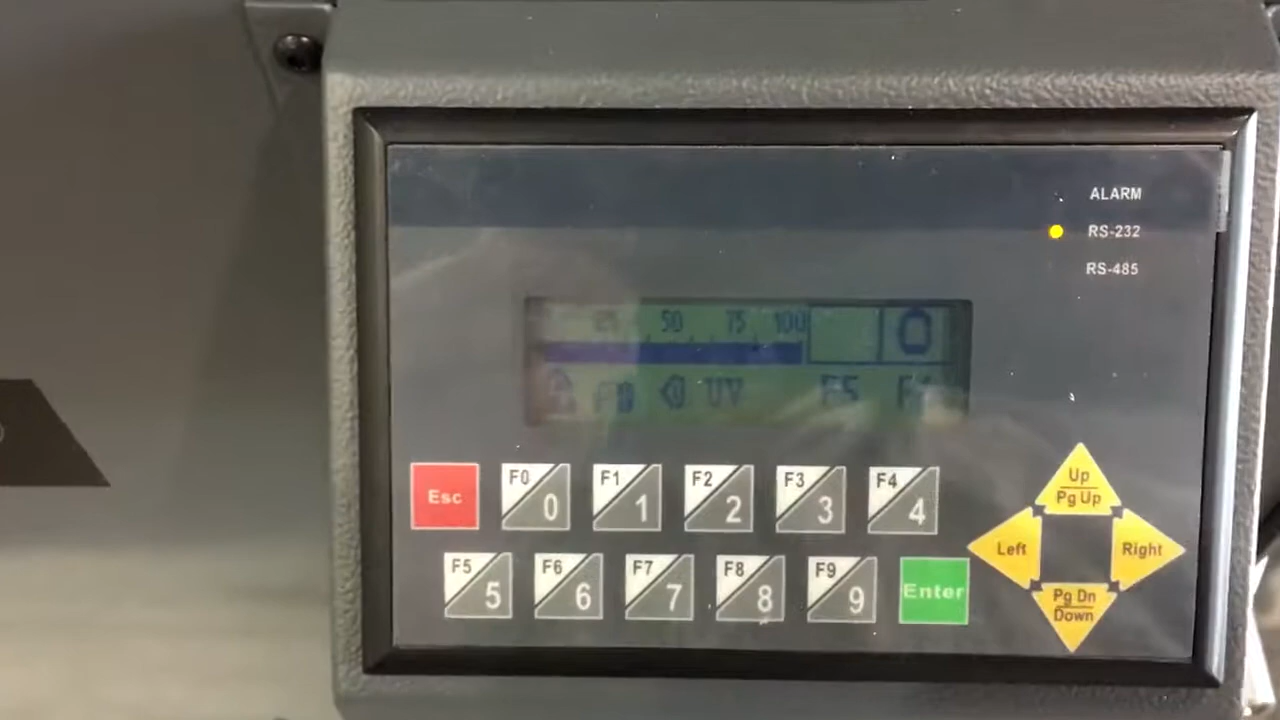 ALARM
RS-232
RS-485
50 75 100
UV F5
Esc F0 0 F1 1 F2 2 F3 3 F4 4
F5 5 F6 6 F7 7 F8 8 F9 9 Enter
Up
Pg Up
Left Right
Pg Dn
Down